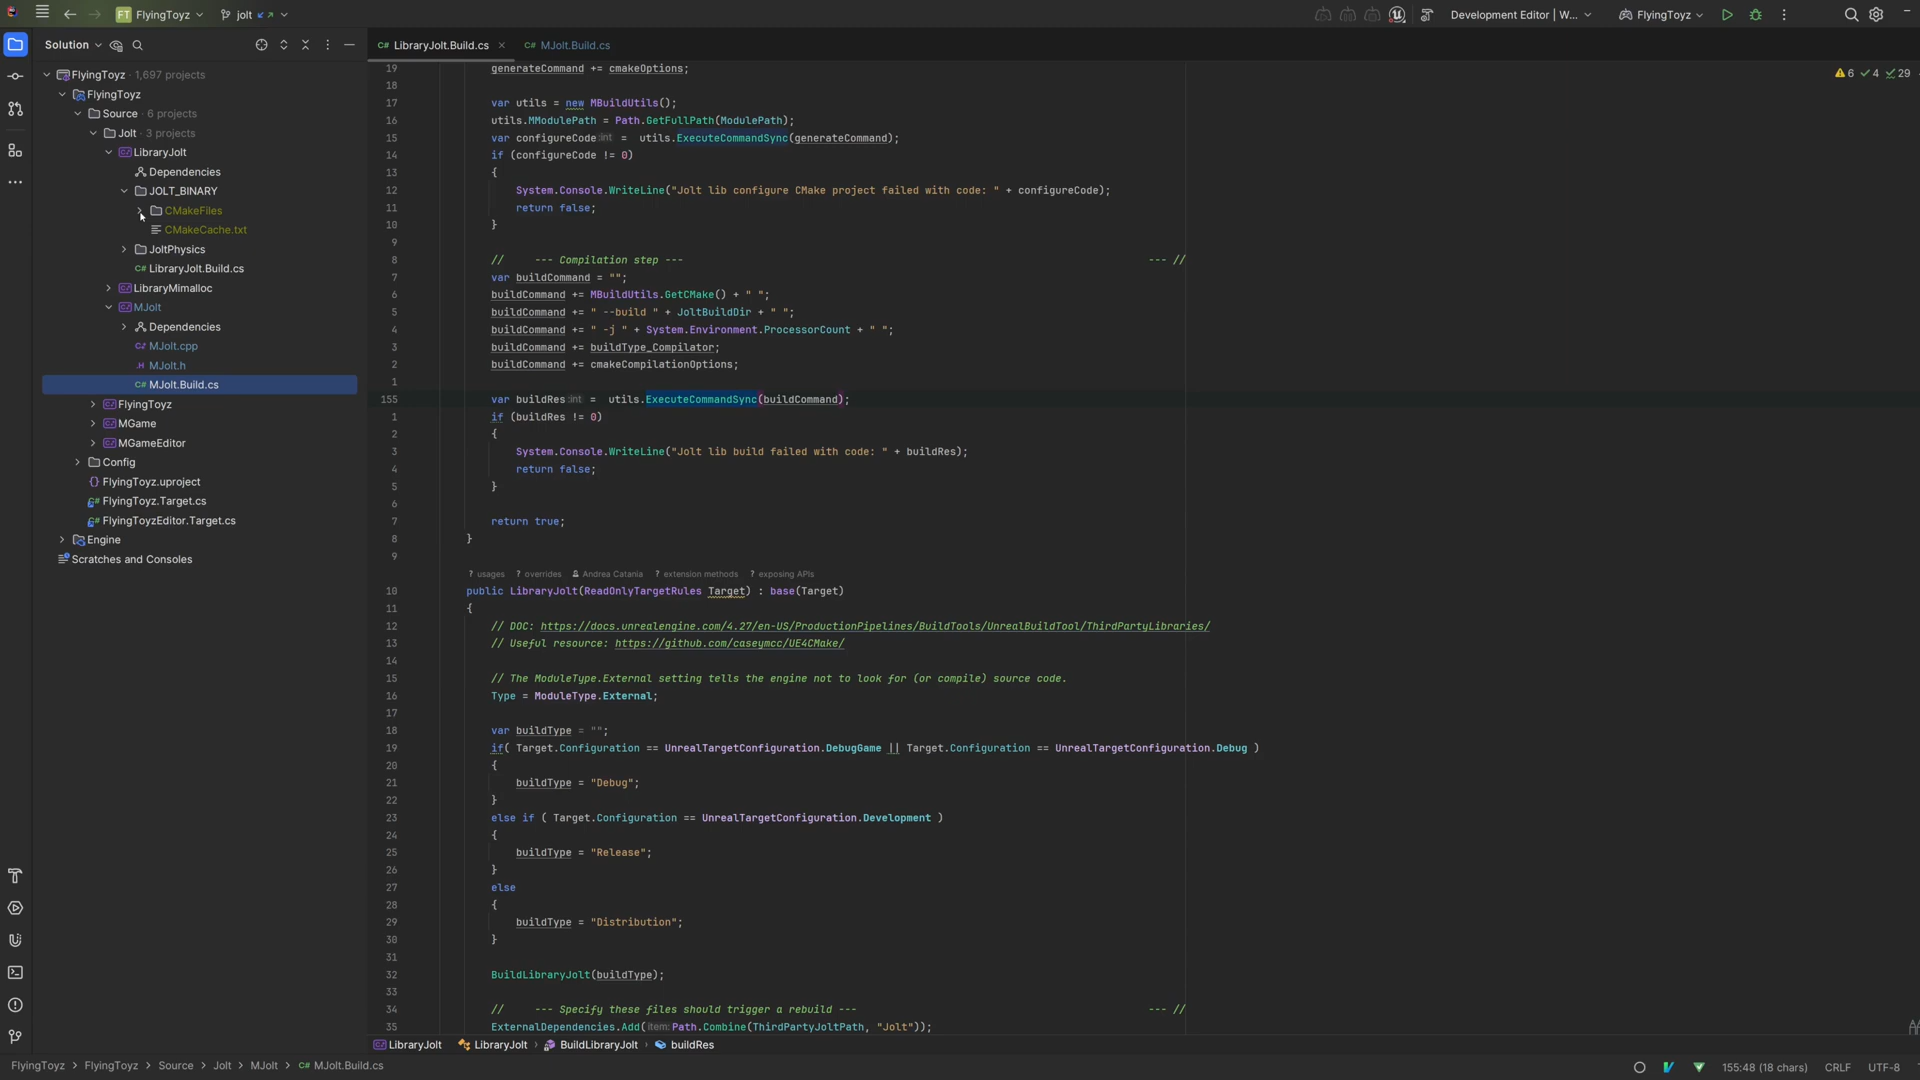 FT FlyingToyz
jolt
Development Editor | W...
FlyingToyz
Solution
FlyingToyz · 1,697 projects
FlyingToyz
Source · 6 projects
Jolt · 3 projects
LibraryJolt
Dependencies
JOLT_BINARY
CMakeFiles
CMakeCache.txt
JoltPhysics
C# LibraryJolt.Build.cs
LibraryMimalloc
MJolt
Dependencies
MJolt.cpp
.H MJolt.h
C# MJolt.Build.cs
FlyingToyz
MGame
MGameEditor
Config
{} FlyingToyz.uproject
C# FlyingToyz.Target.cs
C# FlyingToyzEditor.Target.cs
Engine
Scratches and Consoles
C# LibraryJolt.Build.cs
C# MJolt.Build.cs
6 4 29
19 generateCommand += cmakeOptions;
18
17 var utils = new MBuildUtils();
16 utils.MModulePath = Path.GetFullPath(ModulePath);
15 var configureCode int = utils.ExecuteCommandSync(generateCommand);
14 if (configureCode != 0)
13 {
12 System.Console.WriteLine("Jolt lib configure CMake project failed with code: " + configureCode);
11 return false;
10 }
9
8 // --- Compilation step --- --- //
7 var buildCommand = "";
6 buildCommand += MBuildUtils.GetCMake() + " ";
5 buildCommand += " --build " + JoltBuildDir + " ";
4 buildCommand += " -j " + System.Environment.ProcessorCount + " ";
3 buildCommand += buildType_Compilator;
2 buildCommand += cmakeCompilationOptions;
1
155 var buildRes int = utils.ExecuteCommandSync(buildCommand);
1 if (buildRes != 0)
2 {
3 System.Console.WriteLine("Jolt lib build failed with code: " + buildRes);
4 return false;
5 }
6
7 return true;
8 }
9
? usages ? overrides Andrea Catania ? extension methods ? exposing APIs
10 public LibraryJolt(ReadOnlyTargetRules Target) : base(Target)
11 {
12 // DOC: https://docs.unrealengine.com/4.27/en-US/ProductionPipelines/BuildTools/UnrealBuildTool/ThirdPartyLibraries/
13 // Useful resource: https://github.com/caseymcc/UE4CMake/
14
15 // The ModuleType.External setting tells the engine not to look for (or compile) source code.
16 Type = ModuleType.External;
17
18 var buildType = "";
19 if( Target.Configuration == UnrealTargetConfiguration.DebugGame || Target.Configuration == UnrealTargetConfiguration.Debug )
20 {
21 buildType = "Debug";
22 }
23 else if ( Target.Configuration == UnrealTargetConfiguration.Development )
24 {
25 buildType = "Release";
26 }
27 else
28 {
29 buildType = "Distribution";
30 }
31
32 BuildLibraryJolt(buildType);
33
34 // --- Specify these files should trigger a rebuild --- --- //
35 ExternalDependencies.Add(item: Path.Combine(ThirdPartyJoltPath, "Jolt"));
LibraryJolt › LibraryJolt › BuildLibraryJolt › buildRes
FlyingToyz › FlyingToyz › Source › Jolt › MJolt › C# MJolt.Build.cs
155:48 (18 chars) CRLF UTF-8